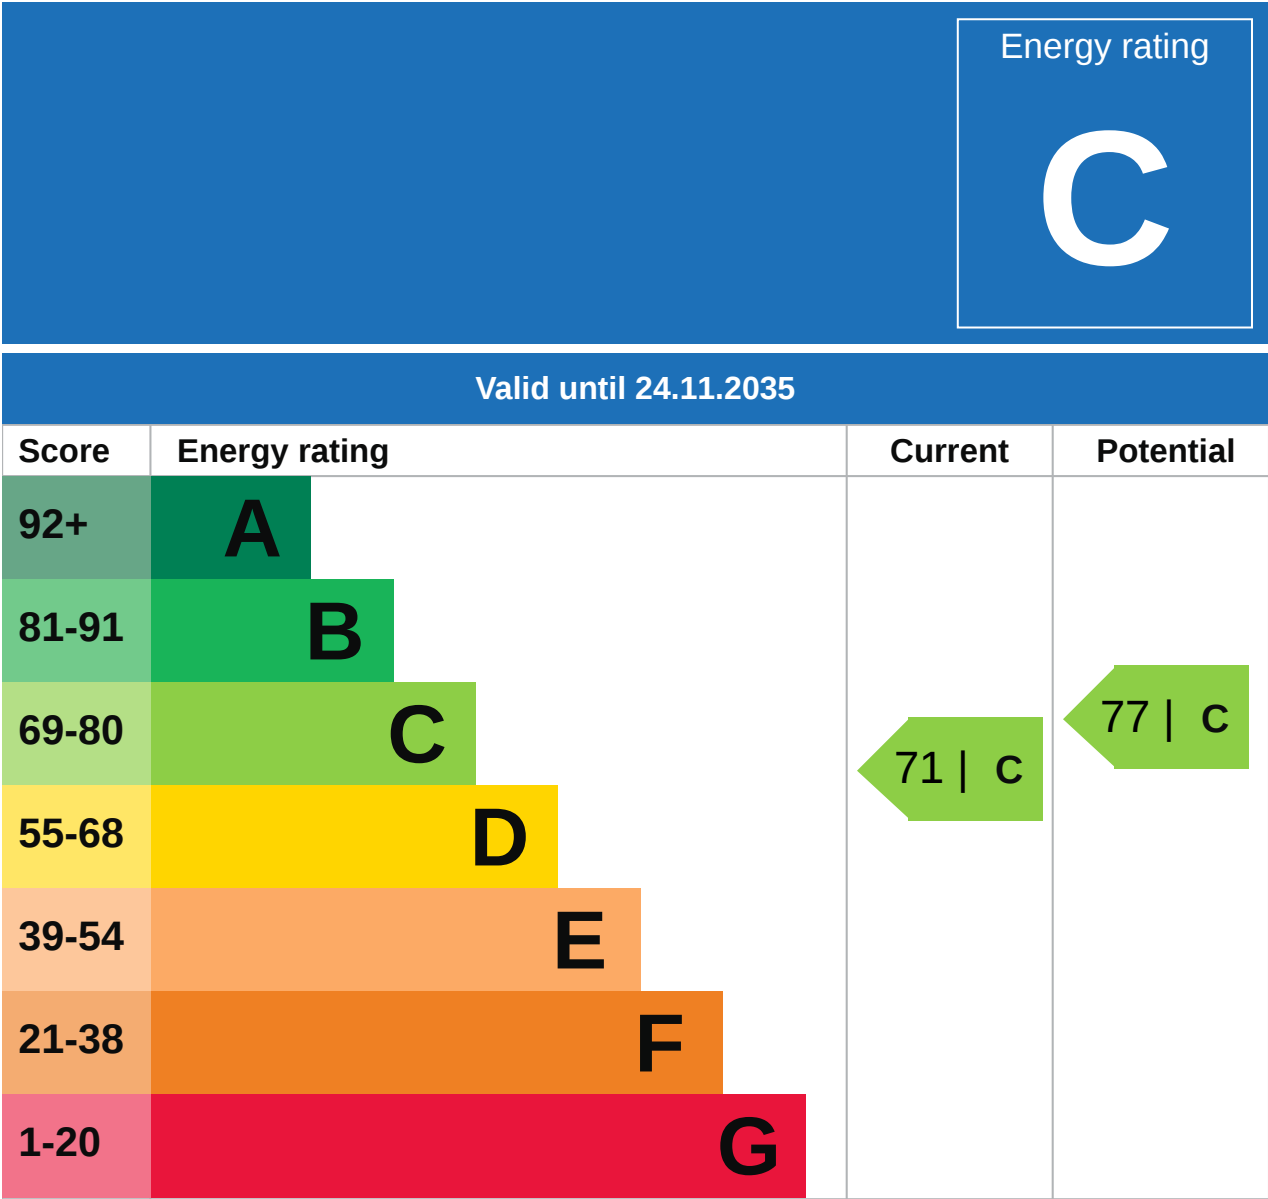 Energy rating
C
Valid until 24.11.2035
Score Energy rating Current Potential
92+ A
81-91 B
69-80 C
77 | C
71 | C
55-68 D
39-54 E
21-38 F
1-20 G